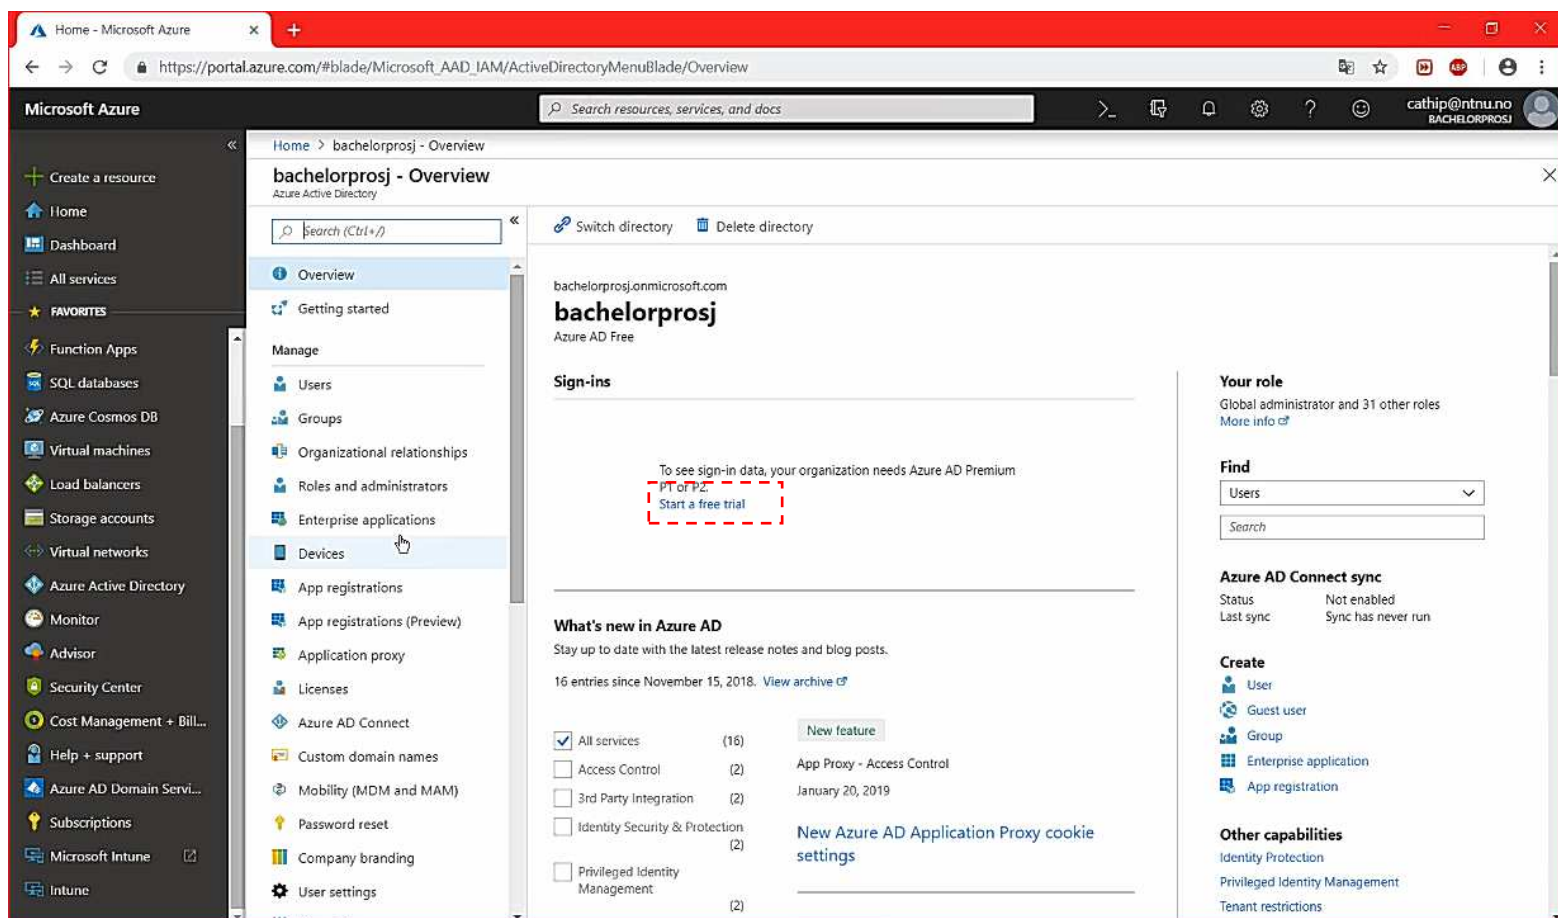 Home - Microsoft Azure
https://portal.azure.com/#blade/Microsoft_AAD_IAM/ActiveDirectoryMenuBlade/Overview
ABP
Microsoft Azure
Search resources, services, and docs
cathip@ntnu.no
BACHELORPROSJ
Create a resource
Home
Dashboard
All services
FAVORITES
Function Apps
SQL databases
Azure Cosmos DB
Virtual machines
Load balancers
Storage accounts
Virtual networks
Azure Active Directory
Monitor
Advisor
Security Center
Cost Management + Bill...
Help + support
Azure AD Domain Servi...
Subscriptions
Microsoft Intune
Intune
Home > bachelorprosj - Overview
bachelorprosj - Overview
Azure Active Directory
Search (Ctrl+/)
Overview
Getting started
Manage
Users
Groups
Organizational relationships
Roles and administrators
Enterprise applications
Devices
App registrations
App registrations (Preview)
Application proxy
Licenses
Azure AD Connect
Custom domain names
Mobility (MDM and MAM)
Password reset
Company branding
User settings
Switch directory
Delete directory
bachelorprosj.onmicrosoft.com
bachelorprosj
Azure AD Free
Sign-ins
To see sign-in data, your organization needs Azure AD Premium
P1 or P2.
Start a free trial
What's new in Azure AD
Stay up to date with the latest release notes and blog posts.
16 entries since November 15, 2018. View archive
All services (16)
Access Control (2)
3rd Party Integration (2)
Identity Security & Protection
(2)
Privileged Identity
Management
(2)
New feature
App Proxy - Access Control
January 20, 2019
New Azure AD Application Proxy cookie
settings
Your role
Global administrator and 31 other roles
More info
Find
Users
Search
Azure AD Connect sync
Status Not enabled
Last sync Sync has never run
Create
User
Guest user
Group
Enterprise application
App registration
Other capabilities
Identity Protection
Privileged Identity Management
Tenant restrictions